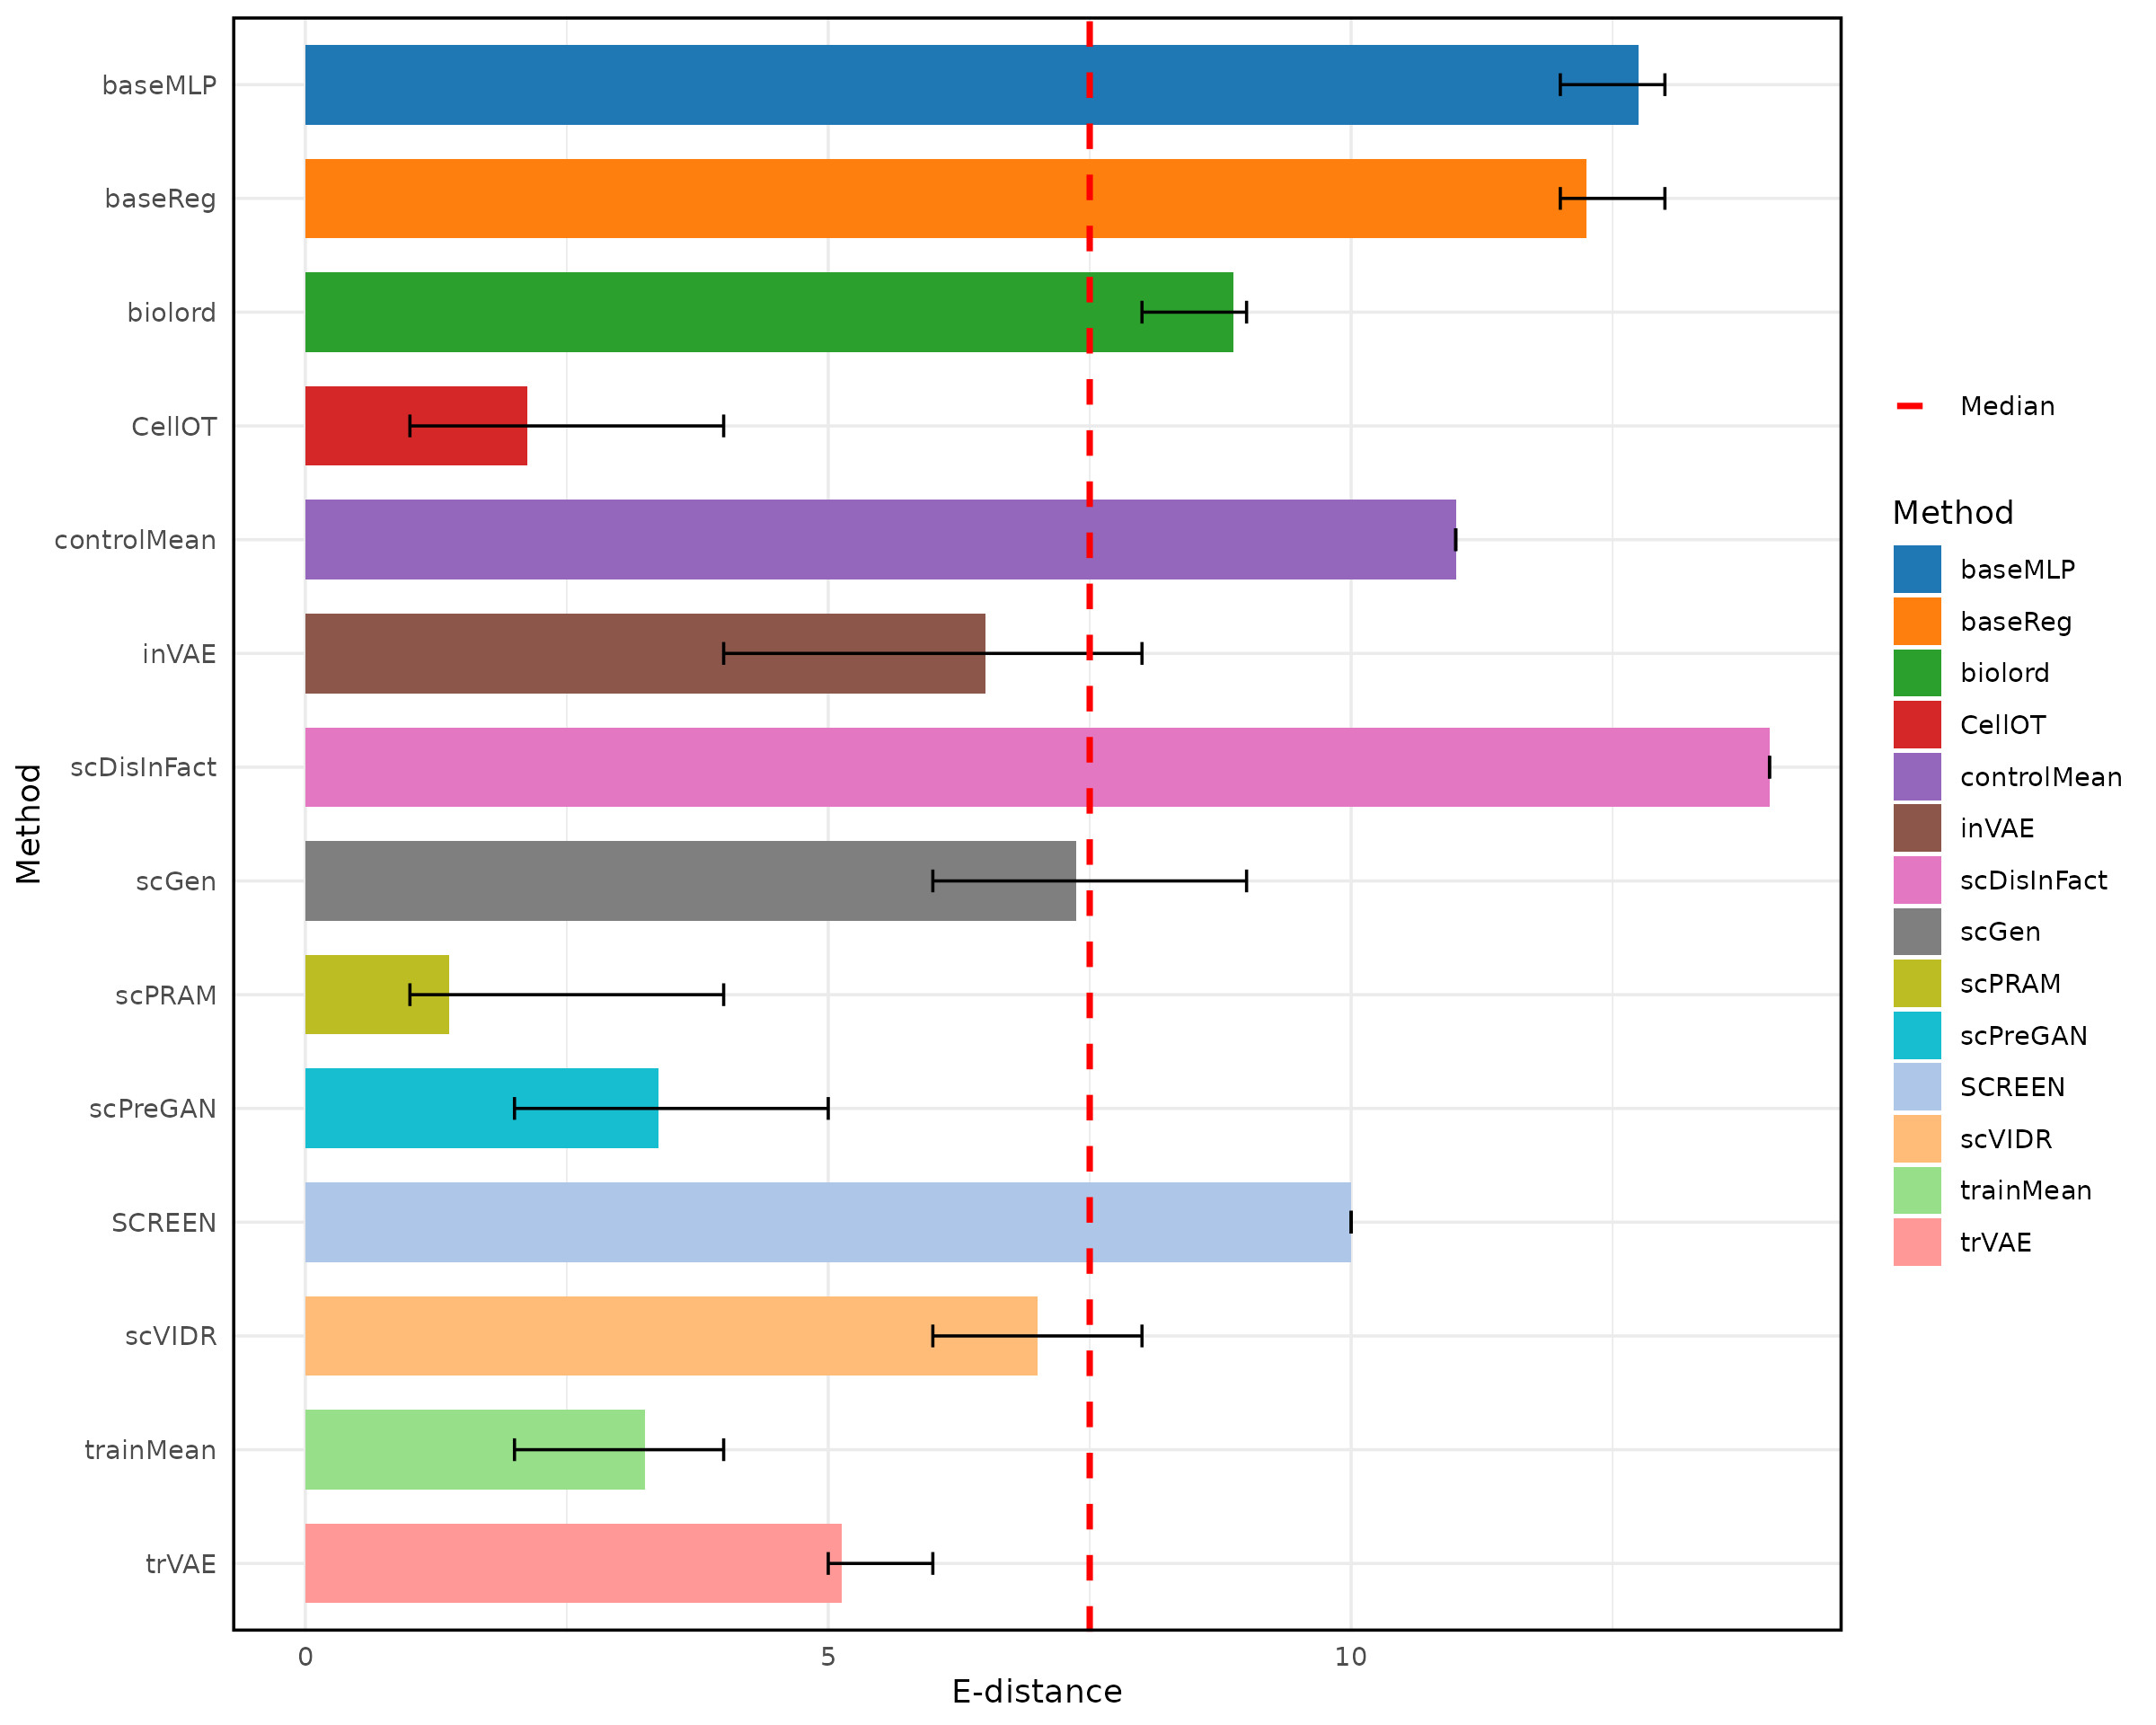 Method
baseMLP
baseReg
biolord
CellOT
controlMean
inVAE
scDisInFact
scGen
scPRAM
scPreGAN
SCREEN
scVIDR
trainMean
trVAE
0 5 10
E-distance
Median
Method
baseMLP
baseReg
biolord
CellOT
controlMean
inVAE
scDisInFact
scGen
scPRAM
scPreGAN
SCREEN
scVIDR
trainMean
trVAE